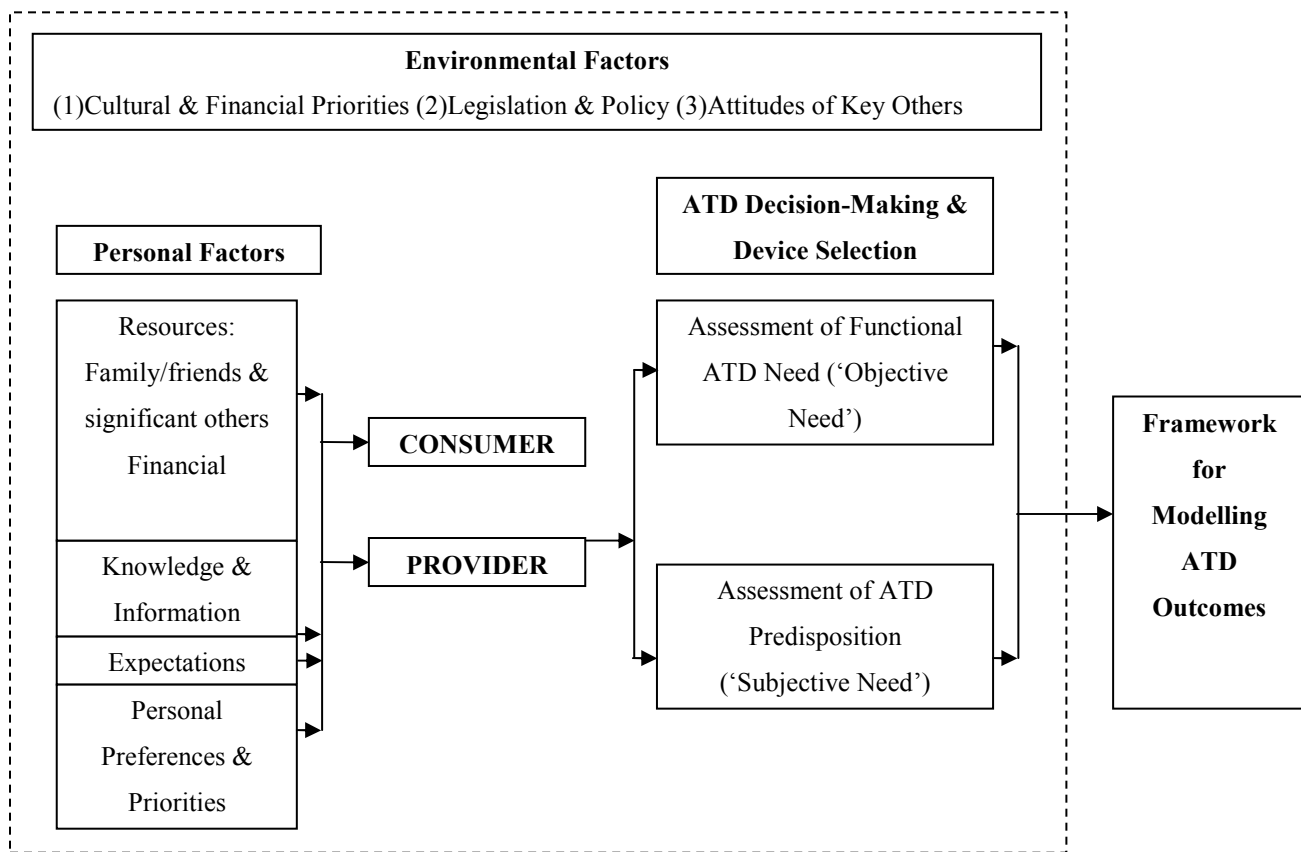 Environmental Factors
(1)Cultural & Financial Priorities (2)Legislation & Policy (3)Attitudes of Key Others
ATD Decision-Making &
Device Selection
Personal Factors
Resources:
Family/friends &
significant others
Financial
Knowledge &
Information
Expectations
Personal
Preferences &
Priorities
CONSUMER
PROVIDER
Assessment of Functional
ATD Need (‘Objective
Need’)
Assessment of ATD
Predisposition
(‘Subjective Need’)
Framework
for
Modelling
ATD
Outcomes